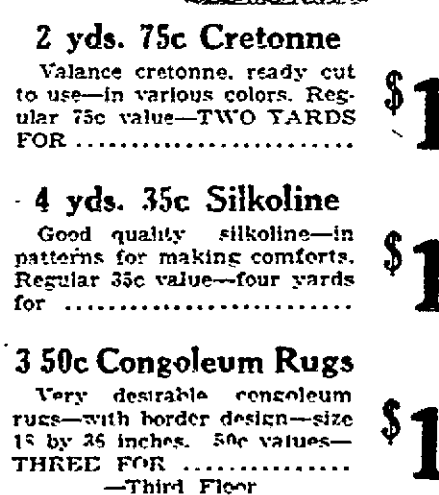 2 yds. 75c Cretonne
Valance cretonne, ready cut
to use—in various colors. Reg-
ular 75c value—TWO YARDS
FOR ........................
$1
4 yds. 35c Silkoline
Good quality silkoline—in
patterns for making comforts.
Regular 35c value—four yards
for .........................
$1
3 50c Congoleum Rugs
Very desirable congoleum
rugs—with border design—size
18 by 36 inches. 50c values—
THREE FOR ...............
$1
—Third Floor